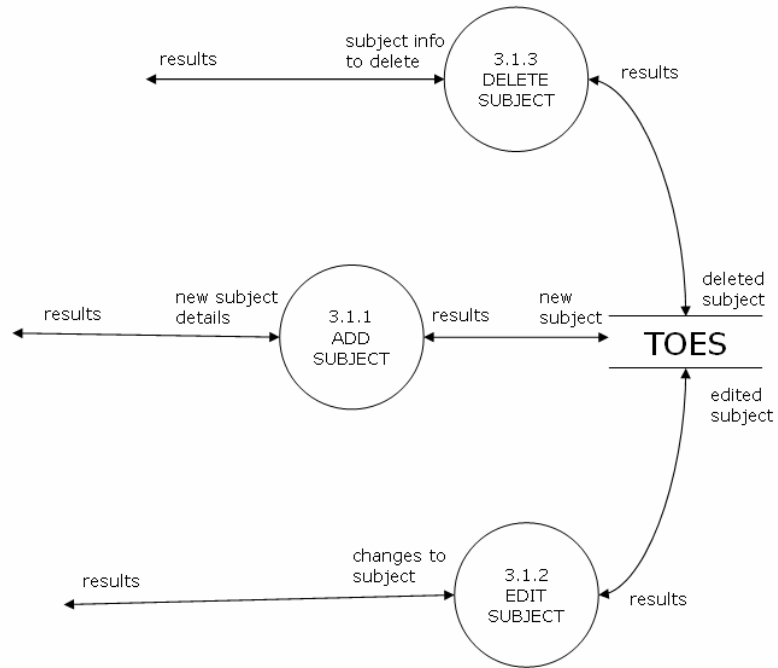 results
subject info
to delete
3.1.3
DELETE
SUBJECT
results
deleted
subject
results
new subject
details
3.1.1
ADD
SUBJECT
results
new
subject
TOES
edited
subject
results
changes to
subject
3.1.2
EDIT
SUBJECT
results